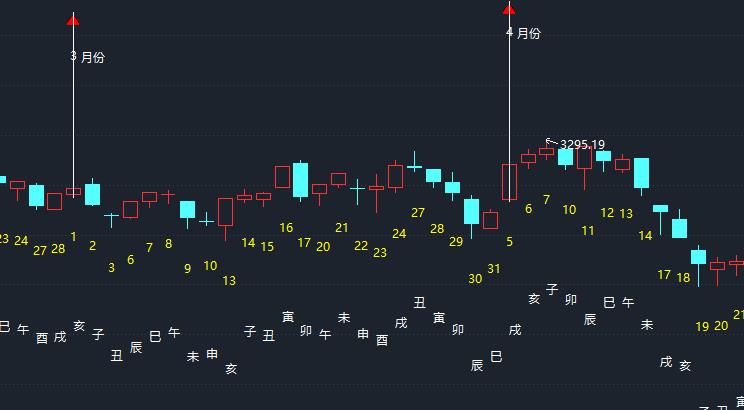 4 月份
3 月份
3295.19
23 24 27 28 1 2 3 6 7 8 9 10 13 14 15 16 17 20 21 22 23 24 27 28 29 30 31 5 6 7 10 11 12 13 14 17 18 19 20 21
巳 午 酉 戌 亥 子 丑 辰 巳 午 未 申 亥 子 丑 寅 卯 午 未 申 酉 戌 丑 寅 卯 辰 巳 戌 亥 子 卯 辰 巳 午 未 戌 亥 子 丑 寅